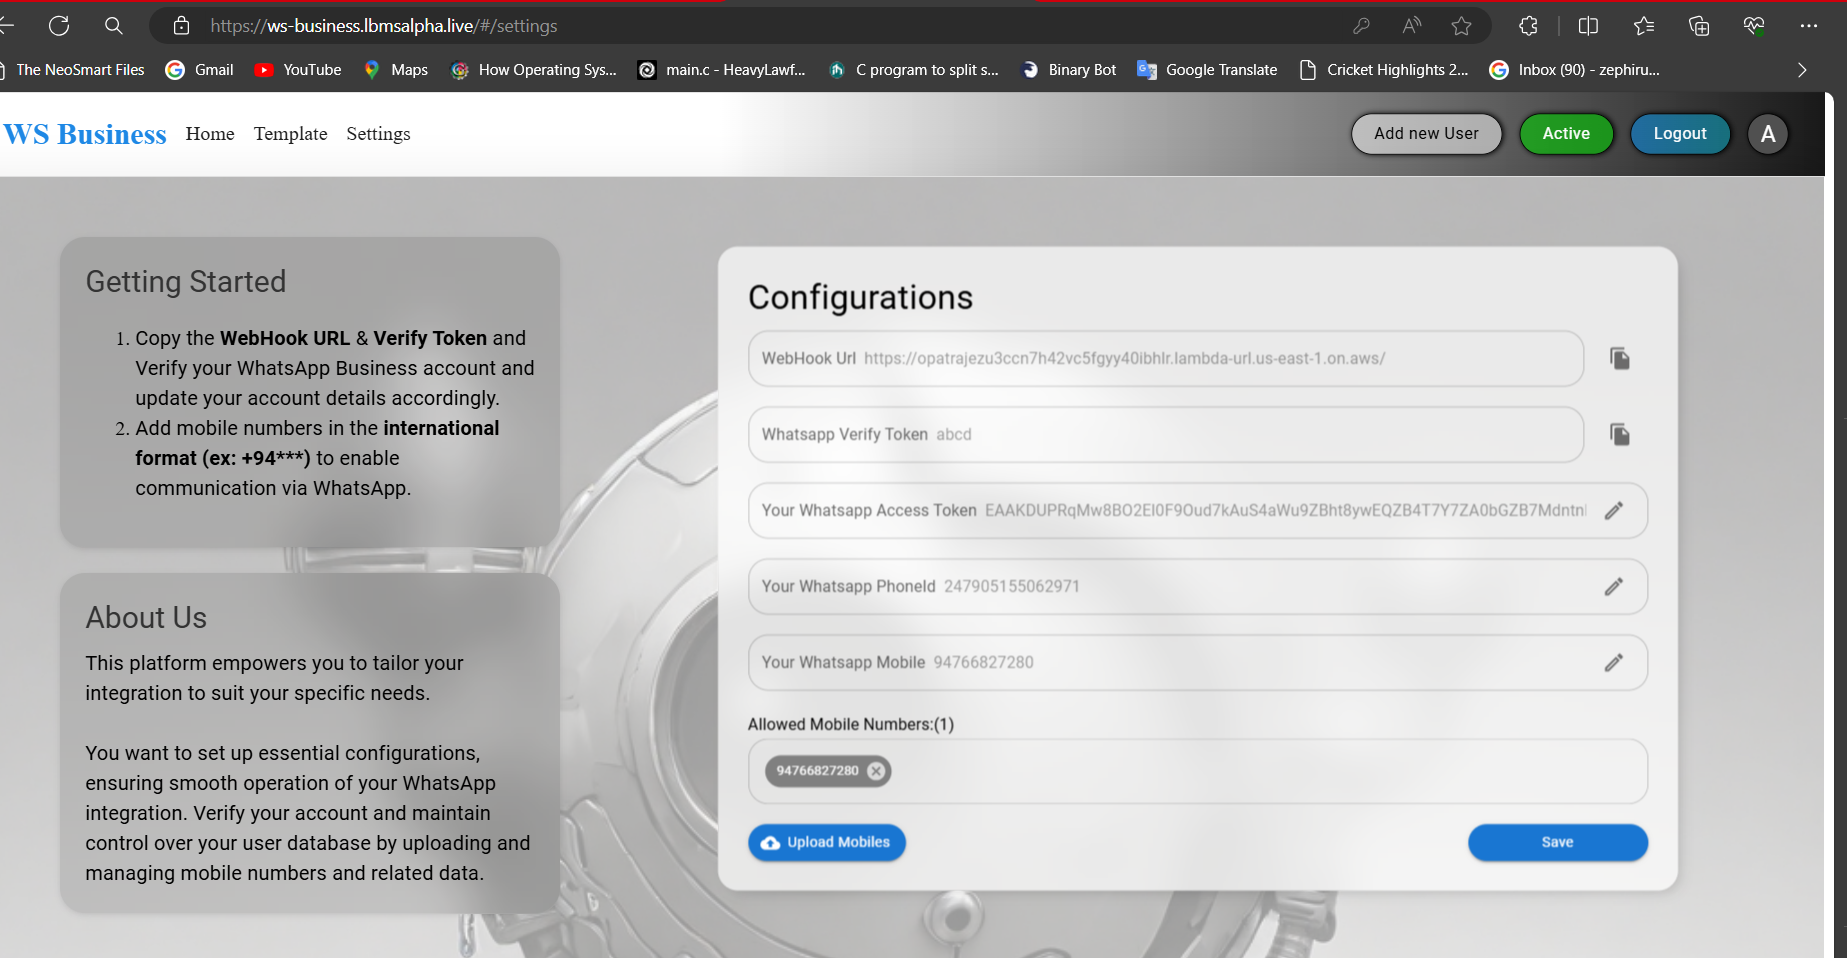 https://ws-business.lbmsalpha.live/#/settings
The NeoSmart Files Gmail YouTube Maps How Operating Sys... main.c - HeavyLawf... C program to split s... Binary Bot Google Translate Cricket Highlights 2... Inbox (90) - zephiru...
WS Business Home Template Settings Add new User Active Logout A
Getting Started
1. Copy the WebHook URL & Verify Token and
Verify your WhatsApp Business account and
update your account details accordingly.
2. Add mobile numbers in the international
format (ex: +94***) to enable
communication via WhatsApp.
About Us
This platform empowers you to tailor your
integration to suit your specific needs.
You want to set up essential configurations,
ensuring smooth operation of your WhatsApp
integration. Verify your account and maintain
control over your user database by uploading and
managing mobile numbers and related data.
Configurations
WebHook Url https://opatrajezu3ccn7h42vc5fgyy40ibhlr.lambda-url.us-east-1.on.aws/
Whatsapp Verify Token abcd
Your Whatsapp Access Token EAAKDUPRqMw8BO2EI0F9Oud7kAuS4aWu9ZBht8ywEQZB4T7Y7ZA0bGZB7Mdntn
Your Whatsapp PhoneId 247905155062971
Your Whatsapp Mobile 94766827280
Allowed Mobile Numbers:(1)
94766827280
Upload Mobiles Save